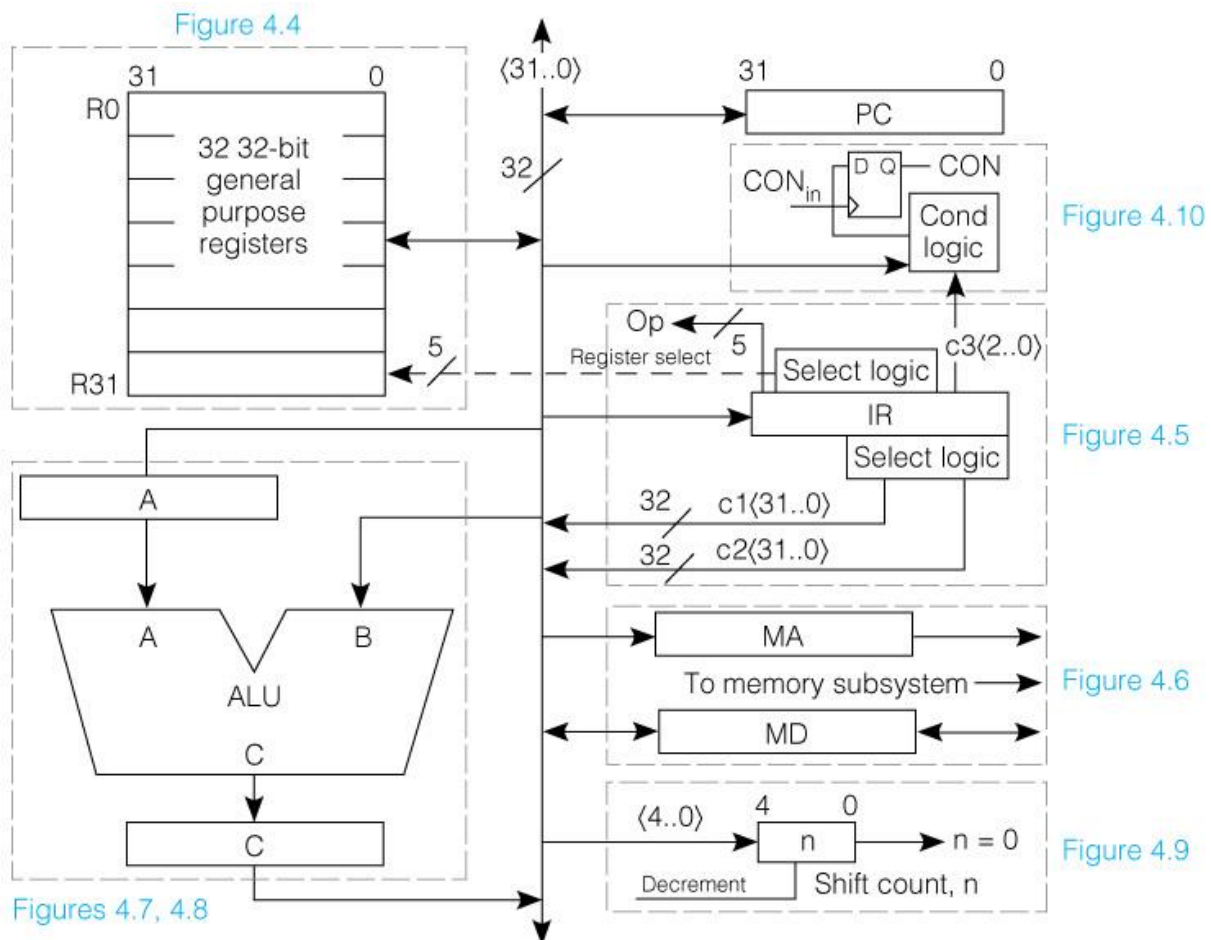 Figure 4.4
31 0
R0
32 32-bit
general
purpose
registers
R31
5
Register select
⟨31..0⟩
32
31 0
PC
CON_in
D Q
CON
Cond
logic
Figure 4.10
Op
5
c3⟨2..0⟩
Select logic
IR
Select logic
32 c1⟨31..0⟩
32 c2⟨31..0⟩
Figure 4.5
A
A B
ALU
C
C
Figures 4.7, 4.8
MA
To memory subsystem
MD
Figure 4.6
⟨4..0⟩
4 0
n
n = 0
Decrement
Shift count, n
Figure 4.9